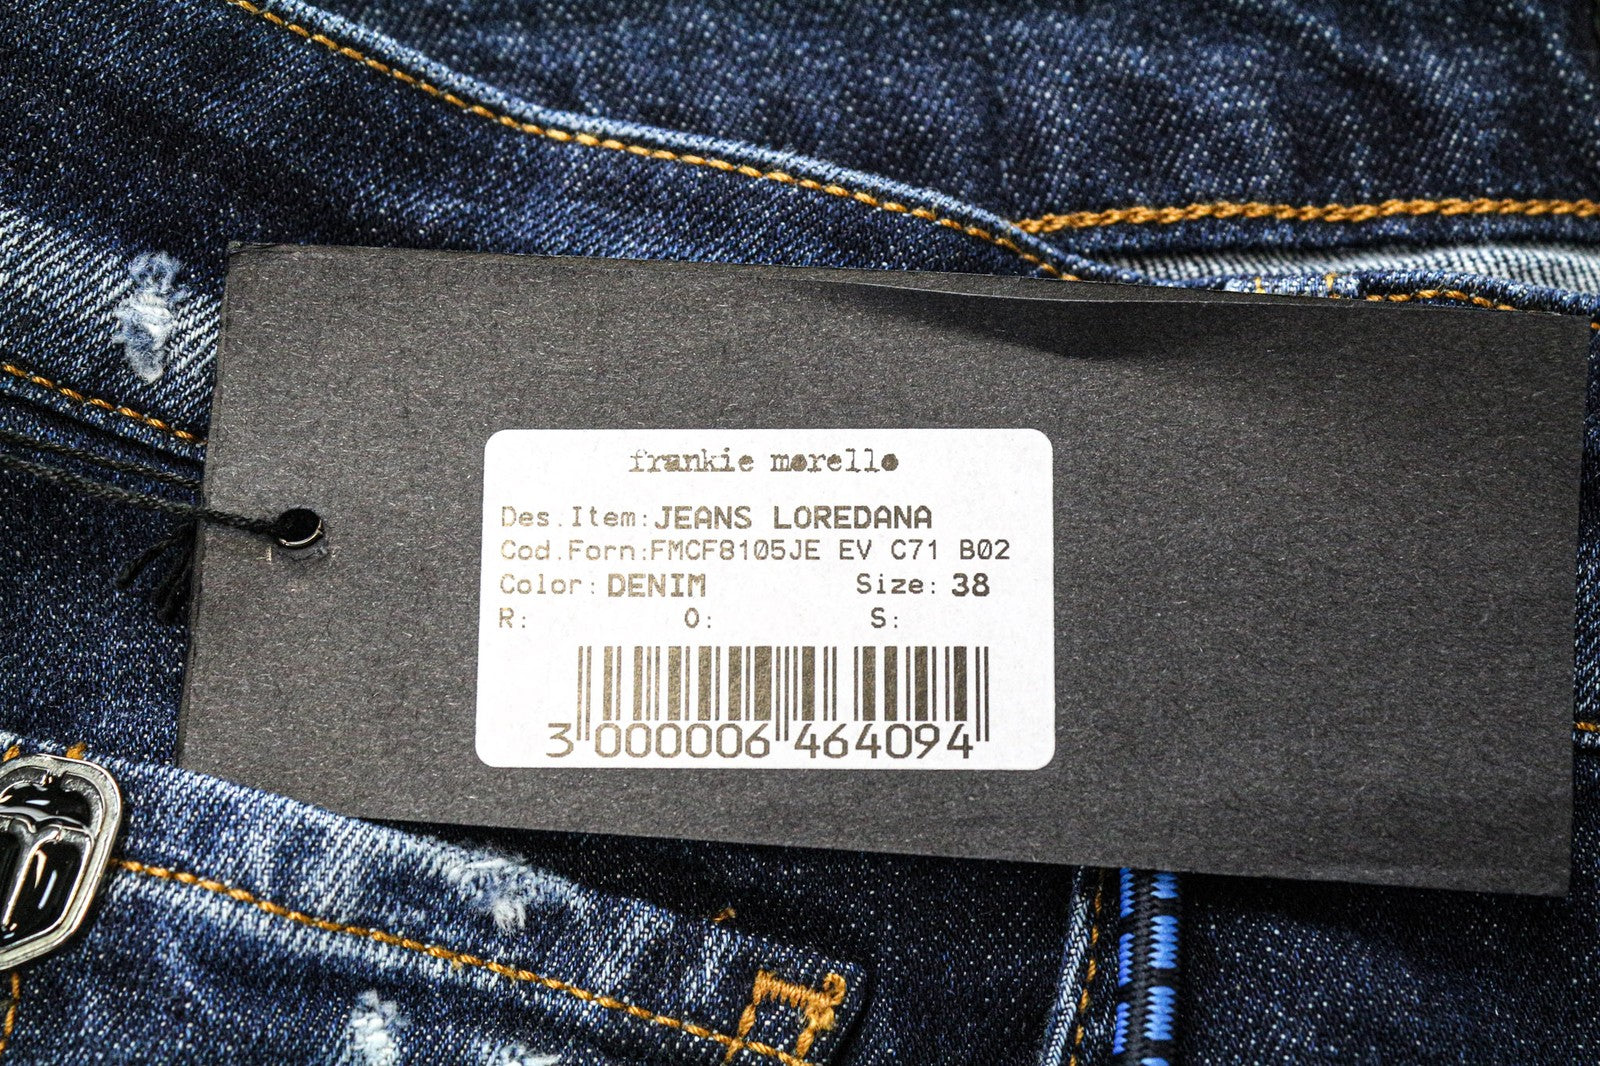 frankie morello
Des.Item:JEANS LOREDANA
Cod.Forn:FMCF8105JE EV C71 B02
Color:DENIM Size:38
R: O: S:
3 000006 464094